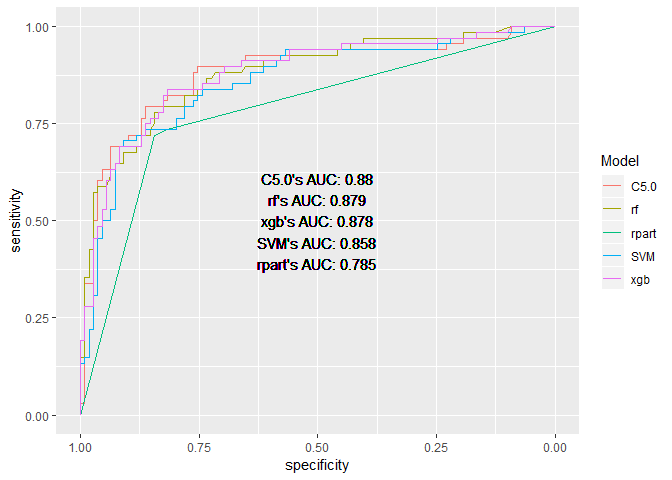 1.00
0.75
0.50
0.25
0.00
sensitivity
C5.0's AUC: 0.88
rf's AUC: 0.879
xgb's AUC: 0.878
SVM's AUC: 0.858
rpart's AUC: 0.785
1.00 0.75 0.50 0.25 0.00
specificity
Model
C5.0
rf
rpart
SVM
xgb